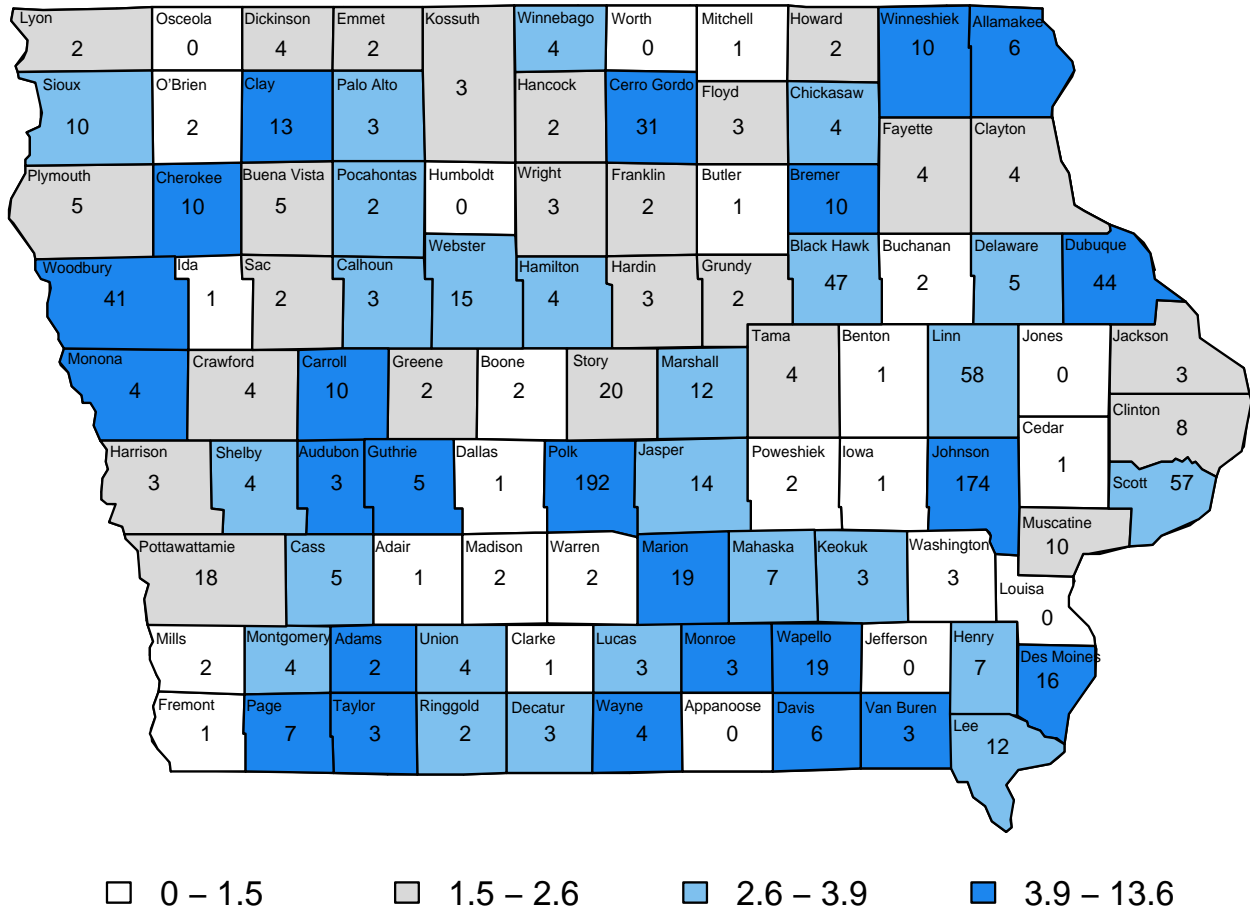 Lyon Osceola Dickinson Emmet Kossuth Winnebago Worth Mitchell Howard Winneshiek Allamakee
2 0 4 2 3 4 0 1 2 10 6
Sioux O'Brien Clay Palo Alto Hancock Cerro Gordo Floyd Chickasaw
10 2 13 3 2 31 3 4
Fayette Clayton
4 4
Plymouth Cherokee Buena Vista Pocahontas Humboldt Wright Franklin Butler Bremer
5 10 5 2 0 3 2 1 10
Webster Black Hawk Buchanan Delaware Dubuque
15 47 2 5 44
Woodbury Ida Sac Calhoun Hamilton Hardin Grundy
41 1 2 3 4 3 2
Tama Benton Linn Jones Jackson
4 1 58 0 3
Monona Crawford Carroll Greene Boone Story Marshall
4 4 10 2 2 20 12
Clinton
8
Cedar
1
Harrison Shelby Audubon Guthrie Dallas Polk Jasper Poweshiek Iowa Johnson Scott
3 4 3 5 1 192 14 2 1 174 57
Muscatine
10
Pottawattamie Cass Adair Madison Warren Marion Mahaska Keokuk Washington
18 5 1 2 2 19 7 3 3
Louisa
0
Mills Montgomery Adams Union Clarke Lucas Monroe Wapello Jefferson Henry Des Moines
2 4 2 4 1 3 3 19 0 7 16
Fremont Page Taylor Ringgold Decatur Wayne Appanoose Davis Van Buren Lee
1 7 3 2 3 4 0 6 3 12
0 – 1.5 1.5 – 2.6 2.6 – 3.9 3.9 – 13.6